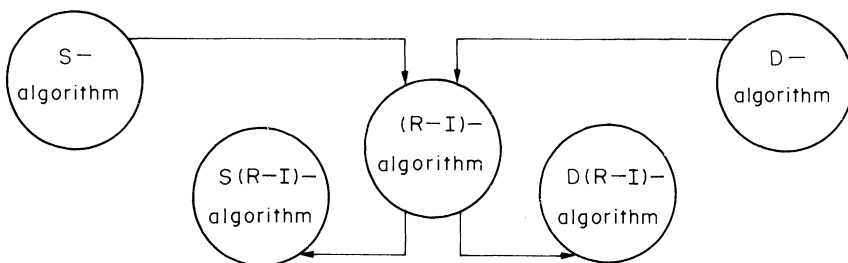 S—
algorithm
D—
algorithm
(R—I)—
algorithm
S(R—I)—
algorithm
D(R—I)—
algorithm